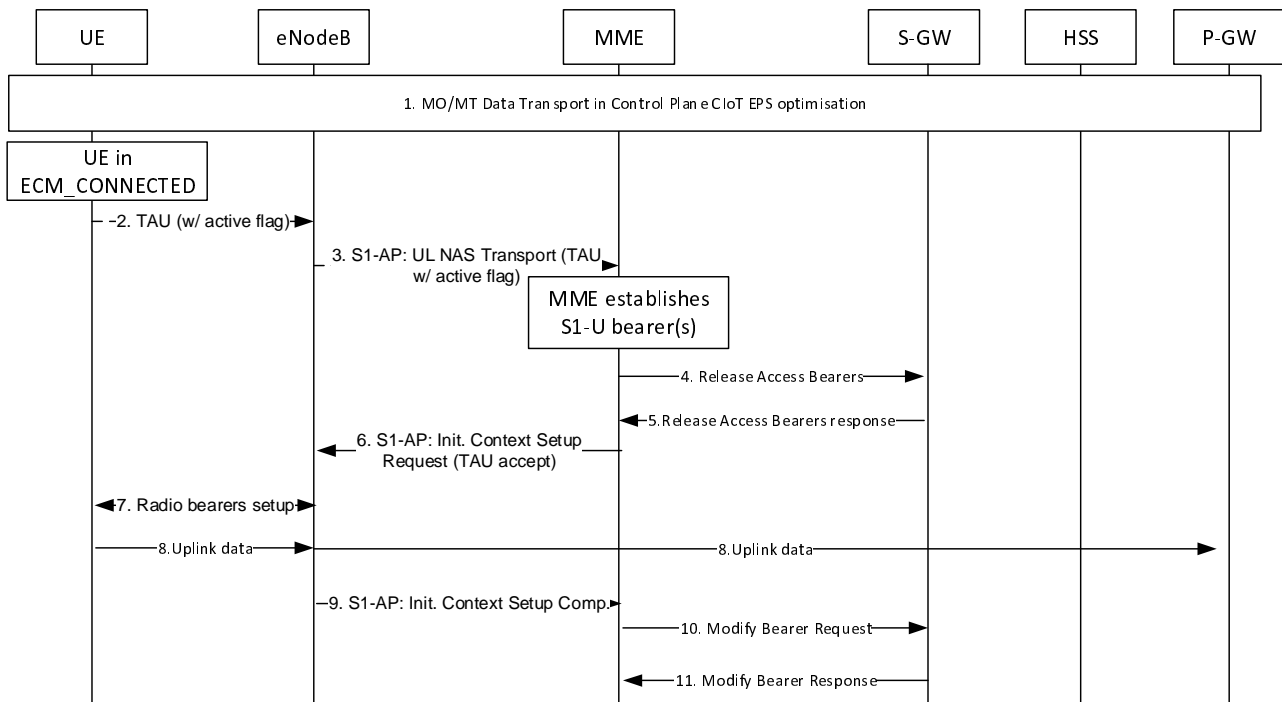 UE
eNodeB
MME
S-GW
HSS
P-GW
1. MO/MT Data Transport in Control Plane CIoT EPS optimisation
UE in
ECM_CONNECTED
2. TAU (w/ active flag)
3. S1-AP: UL NAS Transport (TAU
w/ active flag)
MME establishes
S1-U bearer(s)
4. Release Access Bearers
5.Release Access Bearers response
6. S1-AP: Init. Context Setup
Request (TAU accept)
7. Radio bearers setup
8.Uplink data
8.Uplink data
9. S1-AP: Init. Context Setup Comp.
10. Modify Bearer Request
11. Modify Bearer Response